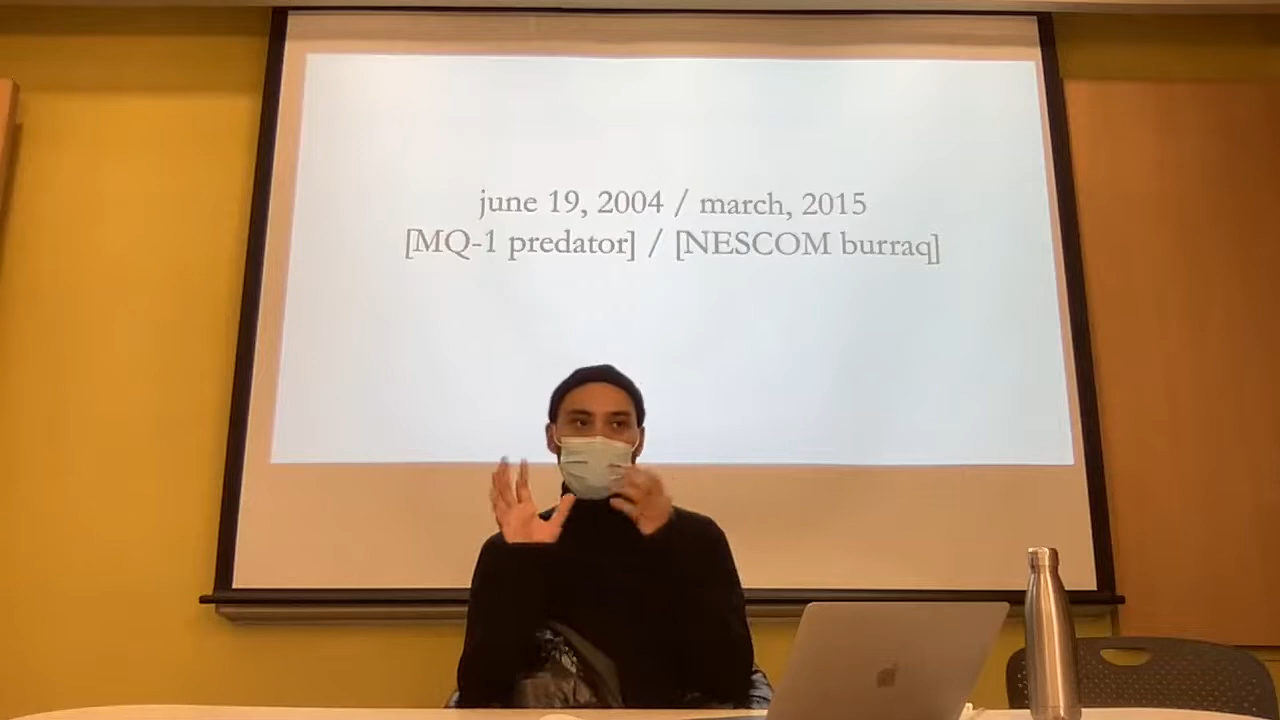 june 19, 2004 / march, 2015
[MQ-1 predator] / [NESCOM burraq]